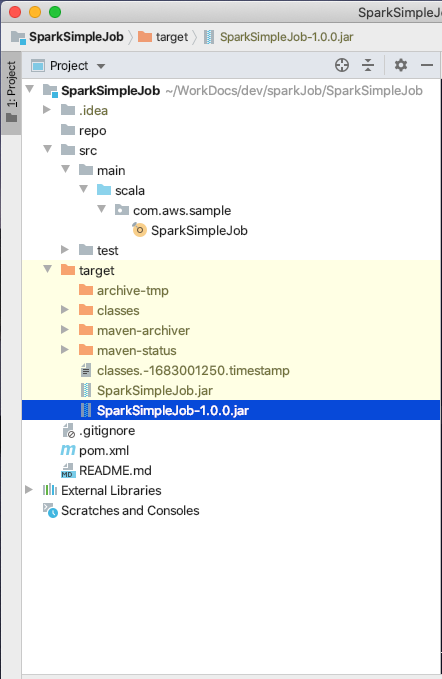 SparkSimpleJo
SparkSimpleJob target SparkSimpleJob-1.0.0.jar
1: Project
Project
SparkSimpleJob ~/WorkDocs/dev/sparkJob/SparkSimpleJob
.idea
repo
src
main
scala
com.aws.sample
SparkSimpleJob
test
target
archive-tmp
classes
maven-archiver
maven-status
classes.-1683001250.timestamp
SparkSimpleJob.jar
SparkSimpleJob-1.0.0.jar
.gitignore
pom.xml
README.md
External Libraries
Scratches and Consoles